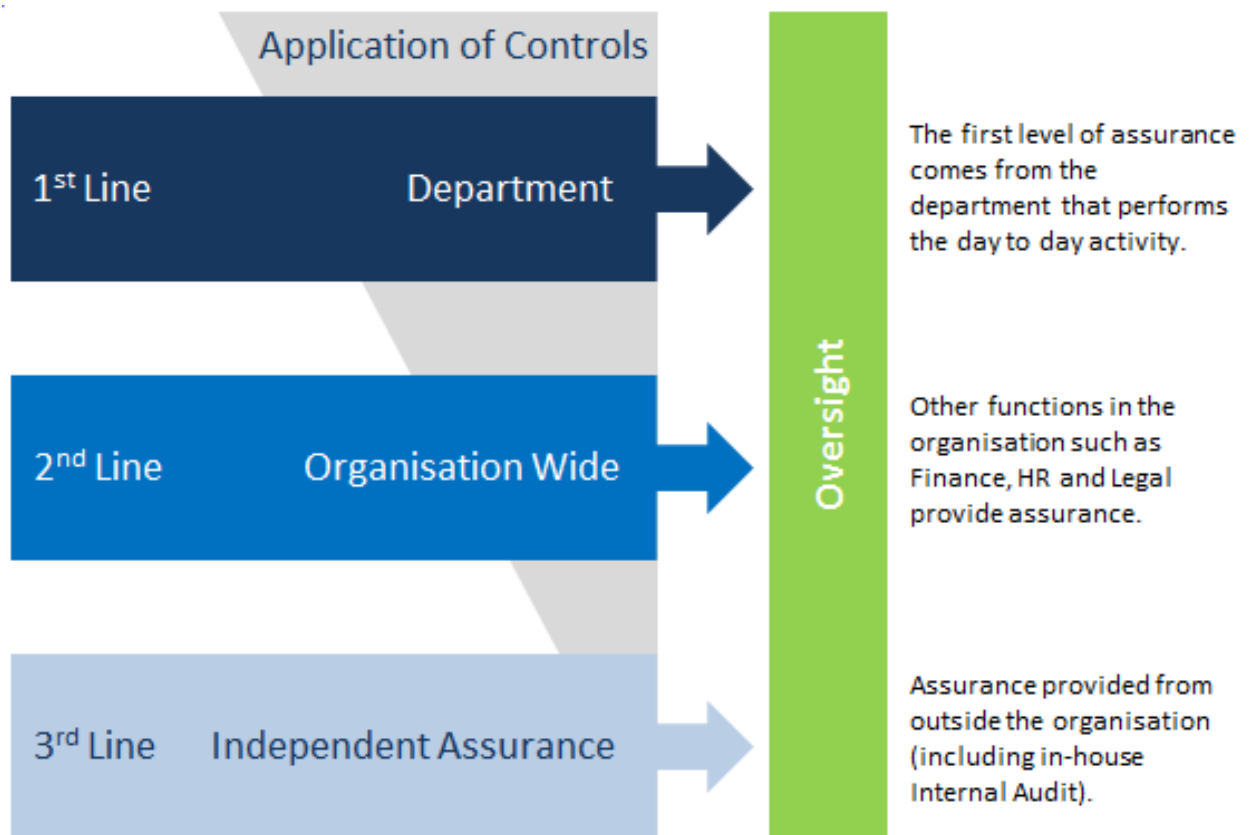 Application of Controls
1st Line Department
The first level of assurance
comes from the
department that performs
the day to day activity.
2nd Line Organisation Wide
Oversight
Other functions in the
organisation such as
Finance, HR and Legal
provide assurance.
3rd Line Independent Assurance
Assurance provided from
outside the organisation
(including in-house
Internal Audit).